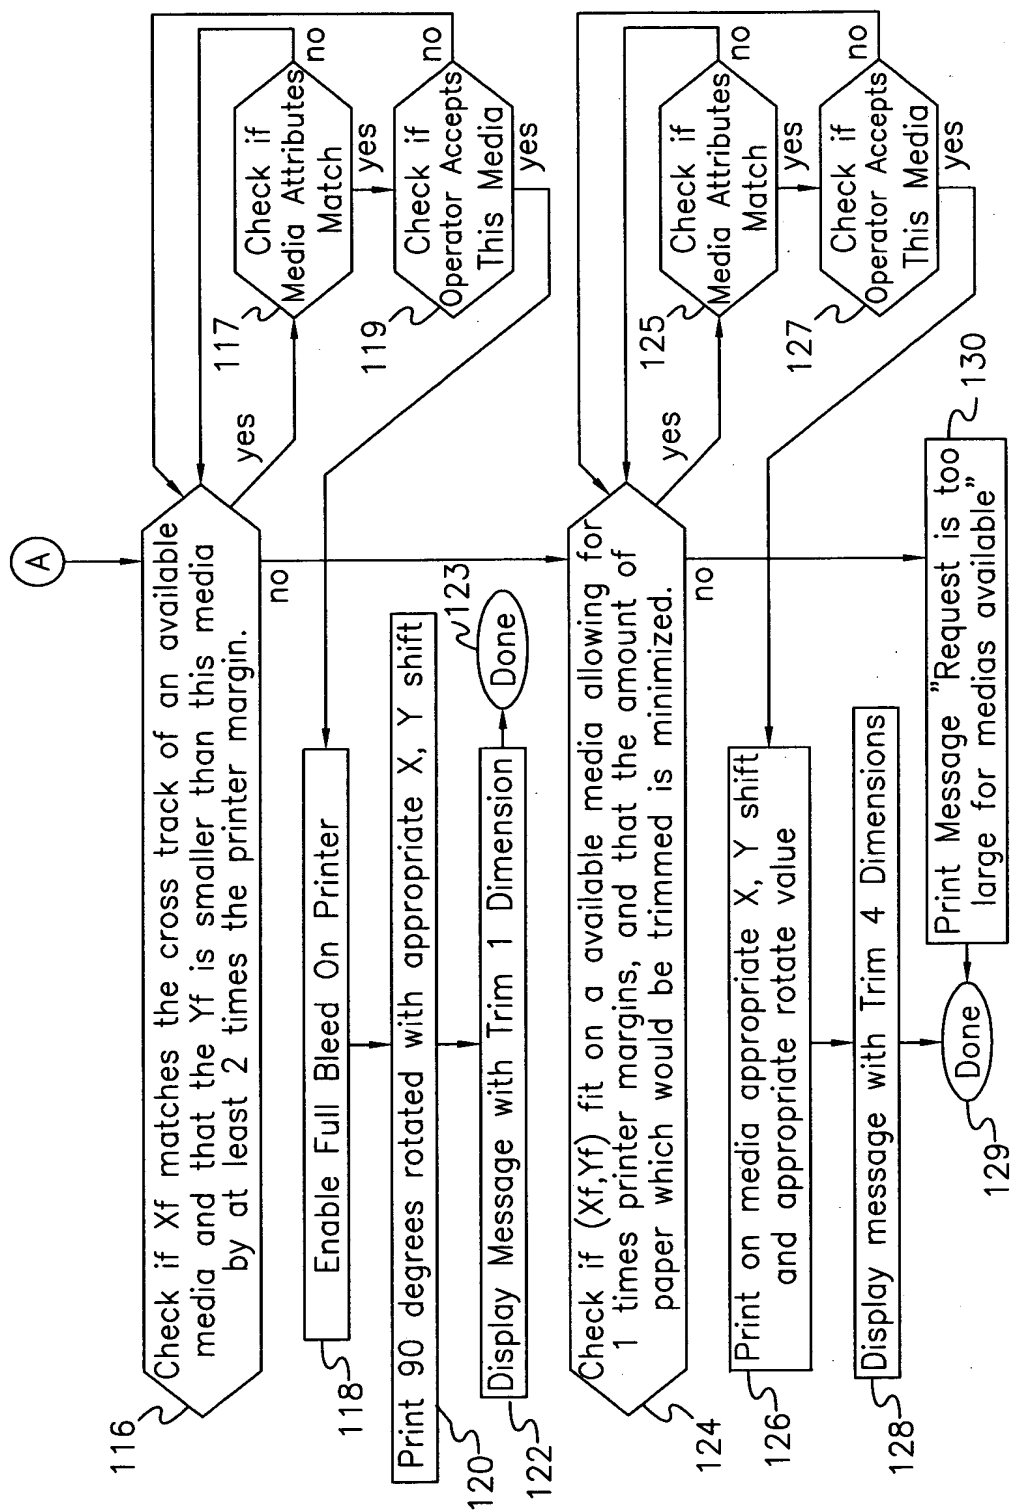 A
116
Check if Xf matches the cross track of an available
media and that the Yf is smaller than this media
by at least 2 times the printer margin.
yes
no
117
Check if
Media Attributes
Match
no
yes
119
Check if
Operator Accepts
This Media
no
yes
118
Enable Full Bleed On Printer
120
Print 90 degrees rotated with appropriate X, Y shift
122
Display Message with Trim 1 Dimension
123
Done
124
Check if (Xf,Yf) fit on a available media allowing for
1 times printer margins, and that the amount of
paper which would be trimmed is minimized.
yes
no
125
Check if
Media Attributes
Match
no
yes
127
Check if
Operator Accepts
This Media
no
yes
126
Print on media appropriate X, Y shift
and appropriate rotate value
128
Display message with Trim 4 Dimensions
129
Done
130
Print Message "Request is too
large for medias available"